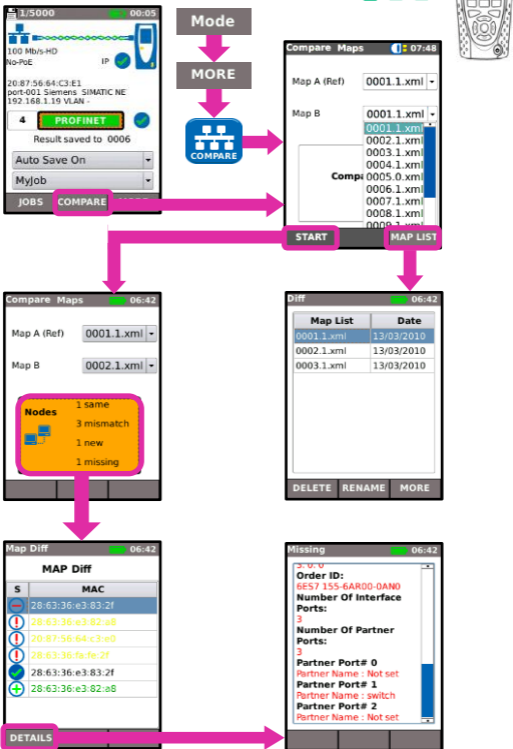 1/5000 00:05
100 Mb/s-HD
No-PoE IP
20:87:56:64:C3:E1
port-001 Siemens SIMATIC NE
192.168.1.19 VLAN -
4 PROFINET
Result saved to 0006
Auto Save On
MyJob
JOBS COMPARE
Mode
MORE
COMPARE
Compare Maps 07:48
Map A (Ref) 0001.1.xml
Map B 0001.1.xml
0001.1.xml
0002.1.xml
0003.1.xml
0004.1.xml
0005.0.xml
0006.1.xml
0007.1.xml
0008.1.xml
0009.1.xml
Compa
START MAP LIST
Compare Maps 06:42
Map A (Ref) 0001.1.xml
Map B 0002.1.xml
Nodes
1 same
3 mismatch
1 new
1 missing
Diff 06:42
Map List Date
0001.1.xml 13/03/2010
0002.1.xml 13/03/2010
0003.1.xml 13/03/2010
DELETE RENAME MORE
Map Diff 06:42
MAP Diff
S MAC
28:63:36:e3:83:2f
28:63:36:e3:82:a8
20:87:56:64:c3:e0
28:63:36:fe:fe:2f
28:63:36:e3:83:2f
28:63:36:e3:82:a8
DETAILS
Missing 06:42
3. 0. 0
Order ID:
6ES7 155-6AR00-0AN0
Number Of Interface
Ports:
3
Number Of Partner
Ports:
3
Partner Port# 0
Partner Name : Not set
Partner Port# 1
Partner Name : switch
Partner Port# 2
Partner Name : Not set